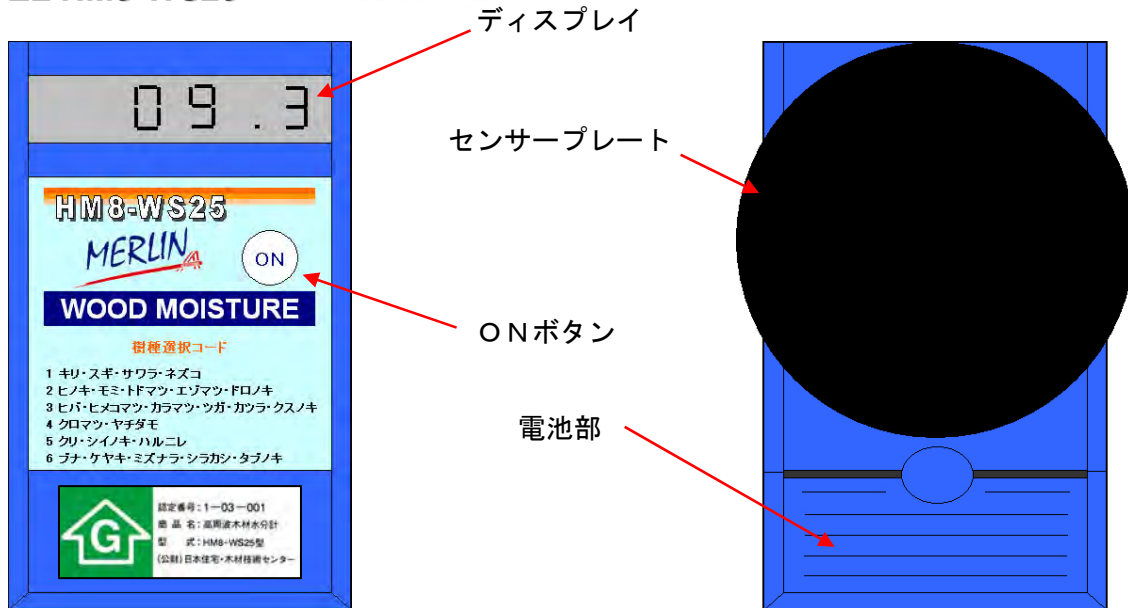 ディスプレイ
09.3
センサープレート
HM8-WS25
MERLIN
ON
WOOD MOISTURE
ONボタン
樹種選択コード
1 キリ・スギ・サワラ・ネズコ
2 ヒノキ・モミ・トドマツ・エゾマツ・ドロノキ
3 ヒバ・ヒメコマツ・カラマツ・ツガ・カツラ・クスノキ
4 クロマツ・ヤチダモ
5 クリ・シイノキ・ハルニレ
6 ブナ・ケヤキ・ミズナラ・シラカシ・タブノキ
電池部
G
認定番号:1-03-001
商 品 名:高周波木材水分計
型　　式:HM8-WS25型
(公財)日本住宅・木材技術センター